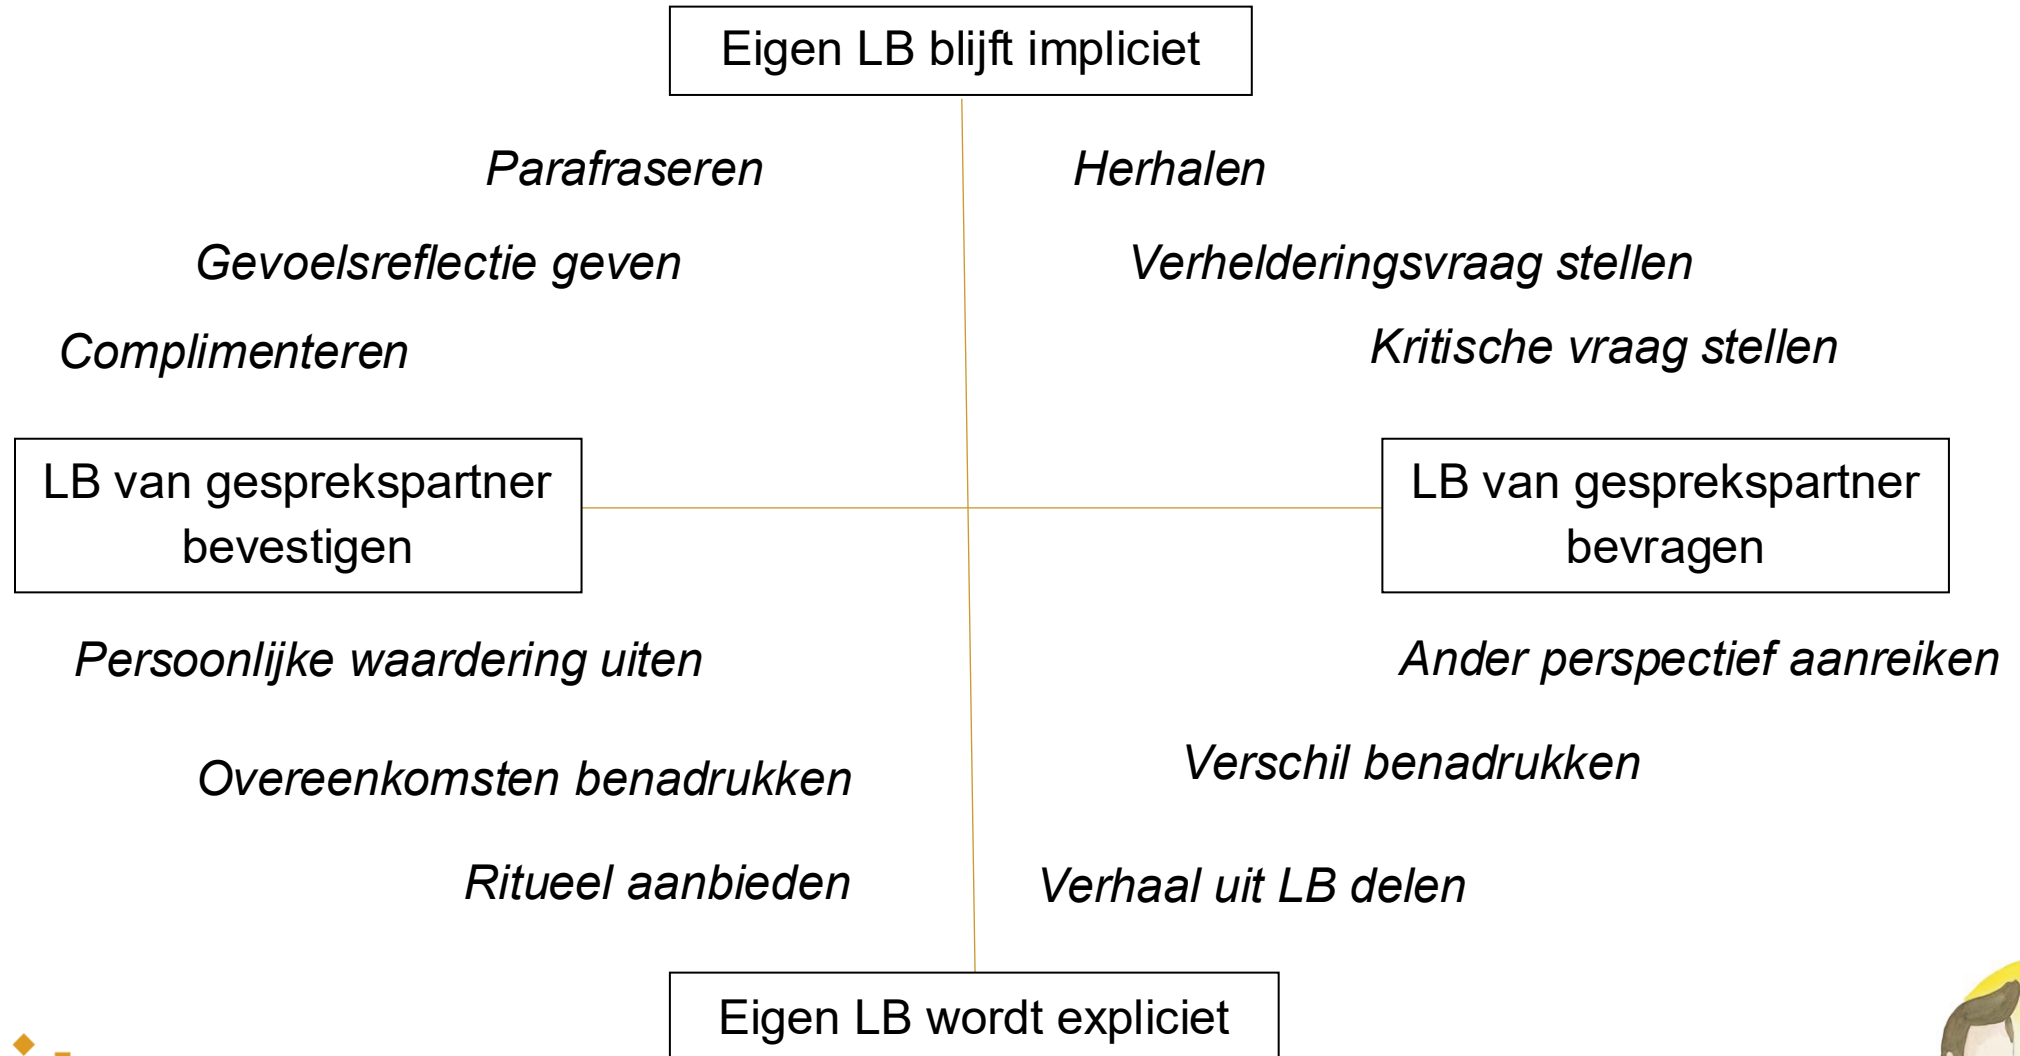 Eigen LB blijft impliciet
Parafraseren
Herhalen
Gevoelsreflectie geven
Verhelderingsvraag stellen
Complimenteren
Kritische vraag stellen
LB van gesprekspartner
bevestigen
LB van gesprekspartner
bevragen
Persoonlijke waardering uiten
Ander perspectief aanreiken
Overeenkomsten benadrukken
Verschil benadrukken
Ritueel aanbieden
Verhaal uit LB delen
Eigen LB wordt expliciet